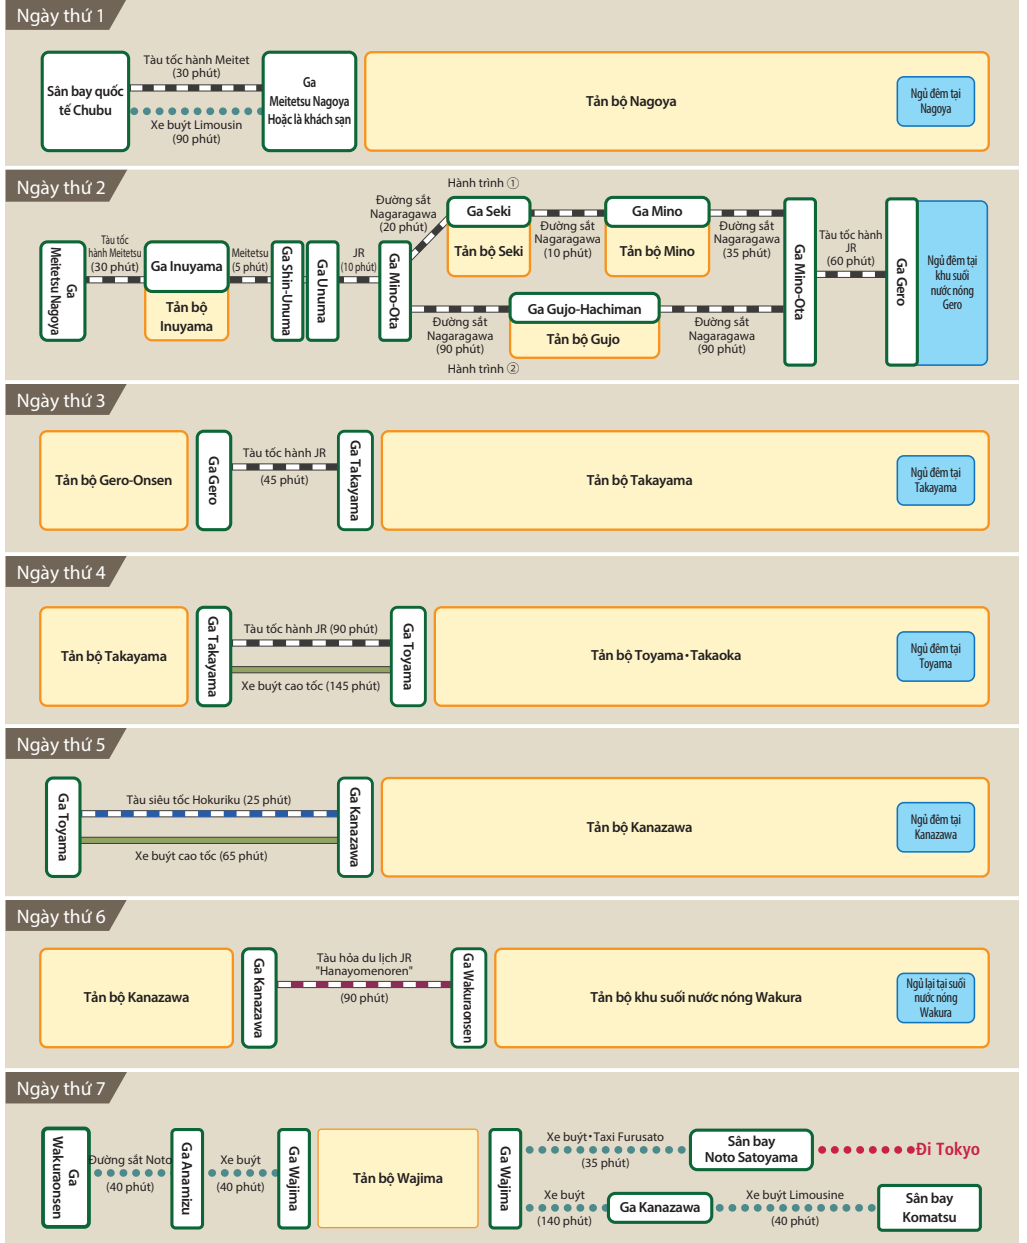 Ngày thứ 1
Sân bay quốc
tế Chubu
Tàu tốc hành Meitet
(30 phút)
Xe buýt Limousin
(90 phút)
Ga
Meitetsu Nagoya
Hoặc là khách sạn
Tản bộ Nagoya
Ngủ đêm tại
Nagoya
Ngày thứ 2
Ga
Meitetsu Nagoya
Tàu tốc
hành Meitetsu
(30 phút)
Ga Inuyama
Tản bộ
Inuyama
Meitetsu
(5 phút)
Ga Shin-Unuma
Ga Unuma
JR
(10 phút)
Ga Mino-Ota
Hành trình ①
Đường sắt
Nagaragawa
(20 phút)
Ga Seki
Tản bộ Seki
Đường sắt
Nagaragawa
(10 phút)
Ga Mino
Tản bộ Mino
Đường sắt
Nagaragawa
(35 phút)
Đường sắt
Nagaragawa
(90 phút)
Ga Gujo-Hachiman
Tản bộ Gujo
Đường sắt
Nagaragawa
(90 phút)
Hành trình ②
Ga Mino-Ota
Tàu tốc hành
JR
(60 phút)
Ga Gero
Ngủ đêm tại
khu suối
nước nóng
Gero
Ngày thứ 3
Tản bộ Gero-Onsen
Ga Gero
Tàu tốc hành JR
(45 phút)
Ga Takayama
Tản bộ Takayama
Ngủ đêm tại
Takayama
Ngày thứ 4
Tản bộ Takayama
Ga Takayama
Tàu tốc hành JR (90 phút)
Xe buýt cao tốc (145 phút)
Ga Toyama
Tản bộ Toyama･Takaoka
Ngủ đêm tại
Toyama
Ngày thứ 5
Ga Toyama
Tàu siêu tốc Hokuriku (25 phút)
Xe buýt cao tốc (65 phút)
Ga Kanazawa
Tản bộ Kanazawa
Ngủ đêm tại
Kanazawa
Ngày thứ 6
Tản bộ Kanazawa
Ga Kanazawa
Tàu hỏa du lịch JR
"Hanayomenoren"
(90 phút)
Ga Wakuraonsen
Tản bộ khu suối nước nóng Wakura
Ngủ lại tại suối
nước nóng
Wakura
Ngày thứ 7
Ga
Wakuraonsen
Đường sắt Noto
(40 phút)
Ga Anamizu
Xe buýt
(40 phút)
Ga Wajima
Tản bộ Wajima
Ga Wajima
Xe buýt･Taxi Furusato
(35 phút)
Sân bay
Noto Satoyama
Đi Tokyo
Xe buýt
(140 phút)
Ga Kanazawa
Xe buýt Limousine
(40 phút)
Sân bay
Komatsu